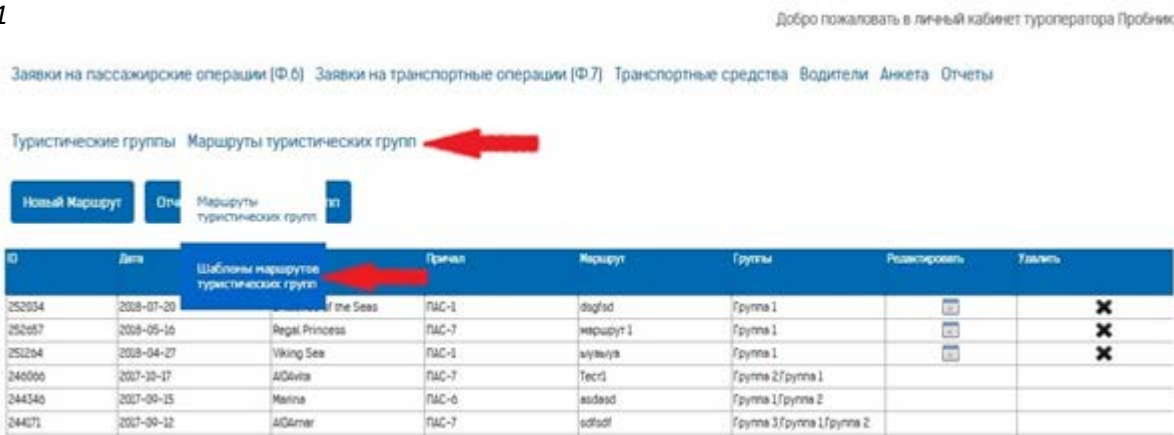 1
Добро пожаловать в личный кабинет туроператора Пробник
Заявки на пассажирские операции (Ф.6) Заявки на транспортные операции (Ф.7) Транспортные средства Водители Анкета Отчеты
Туристические группы Маршруты туристических групп
Новый Маршрут
Маршруты
туристических групп
ID Дата Причал Маршрут Группы Редактировать Удалить
Шаблоны маршрутов
туристических групп
252034 2018-07-20 of the Seas ПАС-1 dsgfsd Группа 1
252657 2018-05-16 Regal Princess ПАС-7 маршрут 1 Группа 1
251264 2018-04-27 Viking Sea ПАС-1 Группа 1
246066 2017-10-17 AIDAvita ПАС-7 Тест1 Группа 2,Группа 1
244346 2017-09-15 Marina ПАС-6 asdasd Группа 1,Группа 2
244171 2017-09-12 AIDAmar ПАС-7 sdfsdf Группа 3,Группа 1,Группа 2